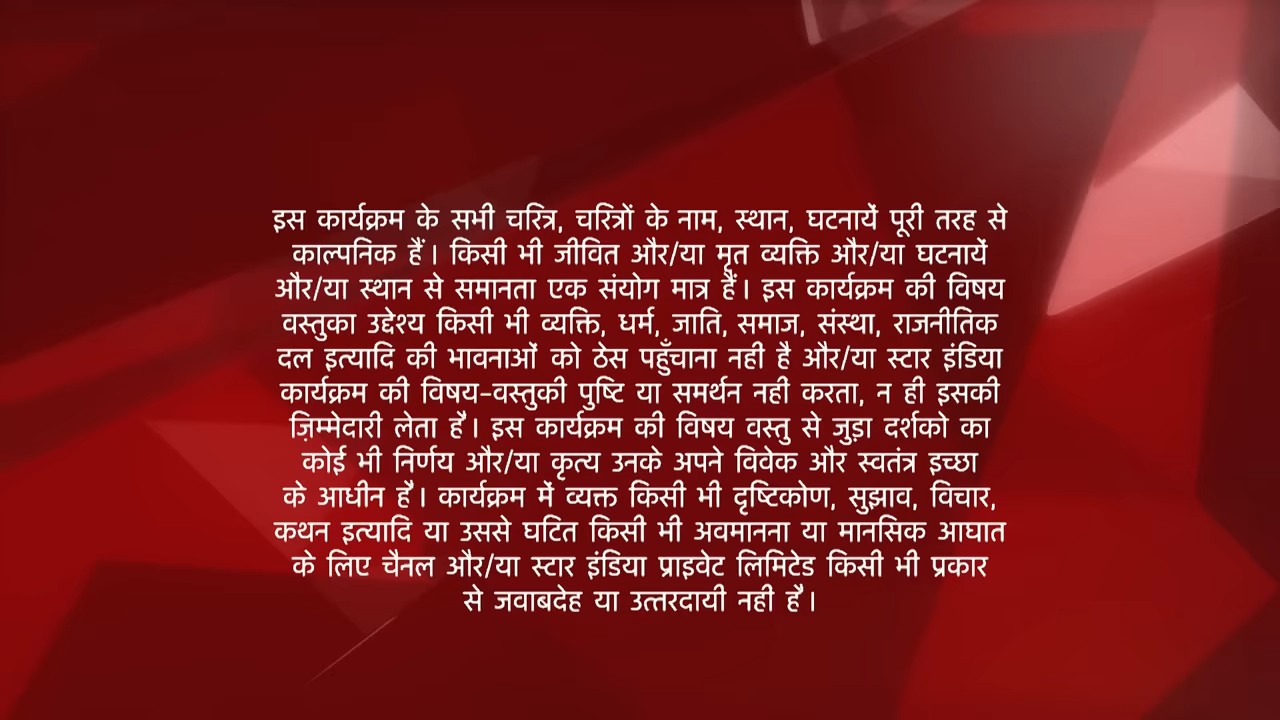 इस कार्यक्रम के सभी चरित्र, चरित्रों के नाम, स्थान, घटनायें पूरी तरह से
काल्पनिक हैं। किसी भी जीवित और/या मृत व्यक्ति और/या घटनायें
और/या स्थान से समानता एक संयोग मात्र हैं। इस कार्यक्रम की विषय
वस्तुका उद्देश्य किसी भी व्यक्ति, धर्म, जाति, समाज, संस्था, राजनीतिक
दल इत्यादि की भावनाओं को ठेस पहुँचाना नही है और/या स्टार इंडिया
कार्यक्रम की विषय-वस्तुकी पुष्टि या समर्थन नही करता, न ही इसकी
ज़िम्मेदारी लेता हैं। इस कार्यक्रम की विषय वस्तु से जुड़ा दर्शको का
कोई भी निर्णय और/या कृत्य उनके अपने विवेक और स्वतंत्र इच्छा
के आधीन हैं। कार्यक्रम में व्यक्त किसी भी दृष्टिकोण, सुझाव, विचार,
कथन इत्यादि या उससे घटित किसी भी अवमानना या मानसिक आघात
के लिए चैनल और/या स्टार इंडिया प्राइवेट लिमिटेड किसी भी प्रकार
से जवाबदेह या उत्तरदायी नही हैं।